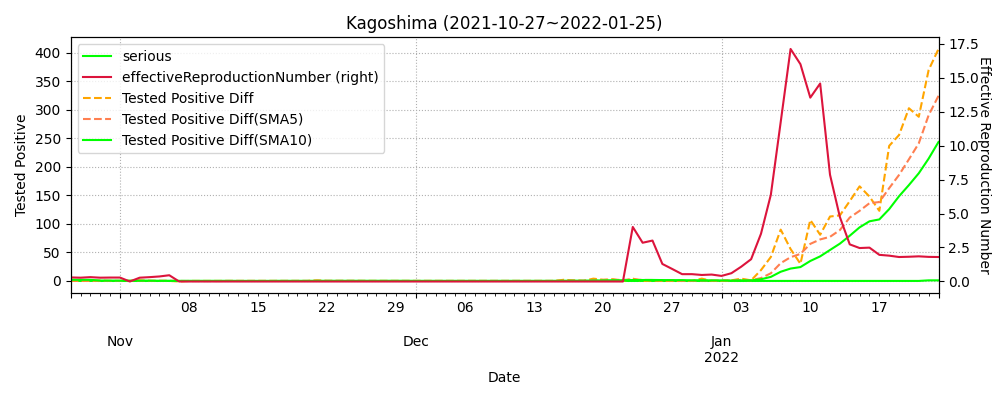 Kagoshima (2021-10-27~2022-01-25)
serious
effectiveReproductionNumber (right)
Tested Positive Diff
Tested Positive Diff(SMA5)
Tested Positive Diff(SMA10)
Tested Positive
400
350
300
250
200
150
100
50
0
17.5
15.0
12.5
10.0
7.5
5.0
2.5
0.0
Effective Reproduction Number
08 15 22 29 06 13 20 27 03 10 17
Nov Dec Jan
2022
Date